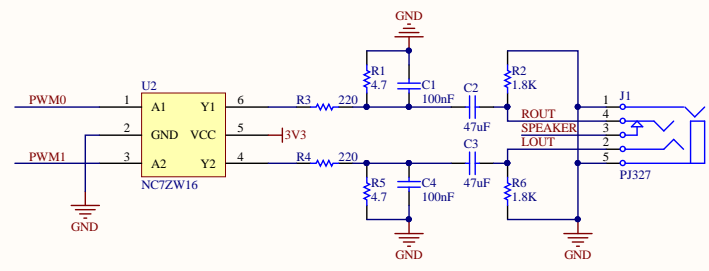 GND
R1
4.7
C1
100nF
C2
47uF
R2
1.8K
U2
PWM0
1
A1
Y1
6
R3
220
2
GND
VCC
5
3V3
PWM1
3
A2
Y2
4
R4
220
NC7ZW16
GND
R5
4.7
C4
100nF
C3
47uF
R6
1.8K
GND
GND
J1
1
ROUT
4
SPEAKER
3
LOUT
2
5
PJ327